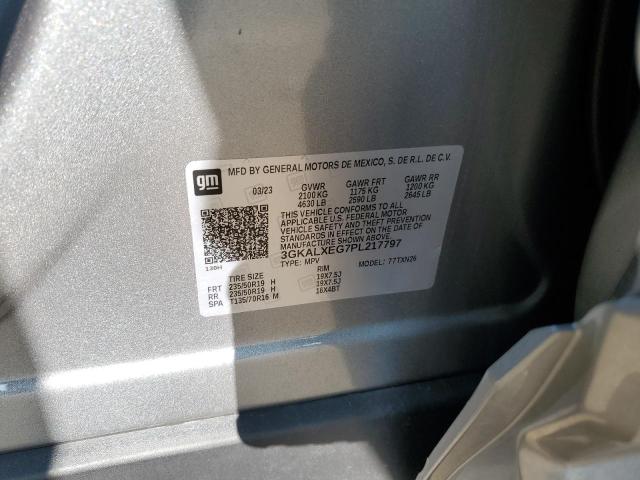 gm
MFD BY GENERAL MOTORS DE MEXICO, S. DE R.L. DE C.V.
03/23 GVWR GAWR FRT GAWR RR
2100 KG 1175 KG 1200 KG
4630 LB 2590 LB 2645 LB
THIS VEHICLE CONFORMS TO ALL
APPLICABLE U.S. FEDERAL MOTOR
VEHICLE SAFETY AND THEFT PREVENTION
STANDARDS IN EFFECT ON THE DATE OF
MANUFACTURE SHOWN ABOVE.
3GKALXEG7PL217797
TYPE: MPV MODEL: 77TXN26
136H
TIRE SIZE RIM
FRT 235/50R19 H 19X7.5J
RR 235/50R19 H 19X7.5J
SPA T135/70R16 M 16X4BT